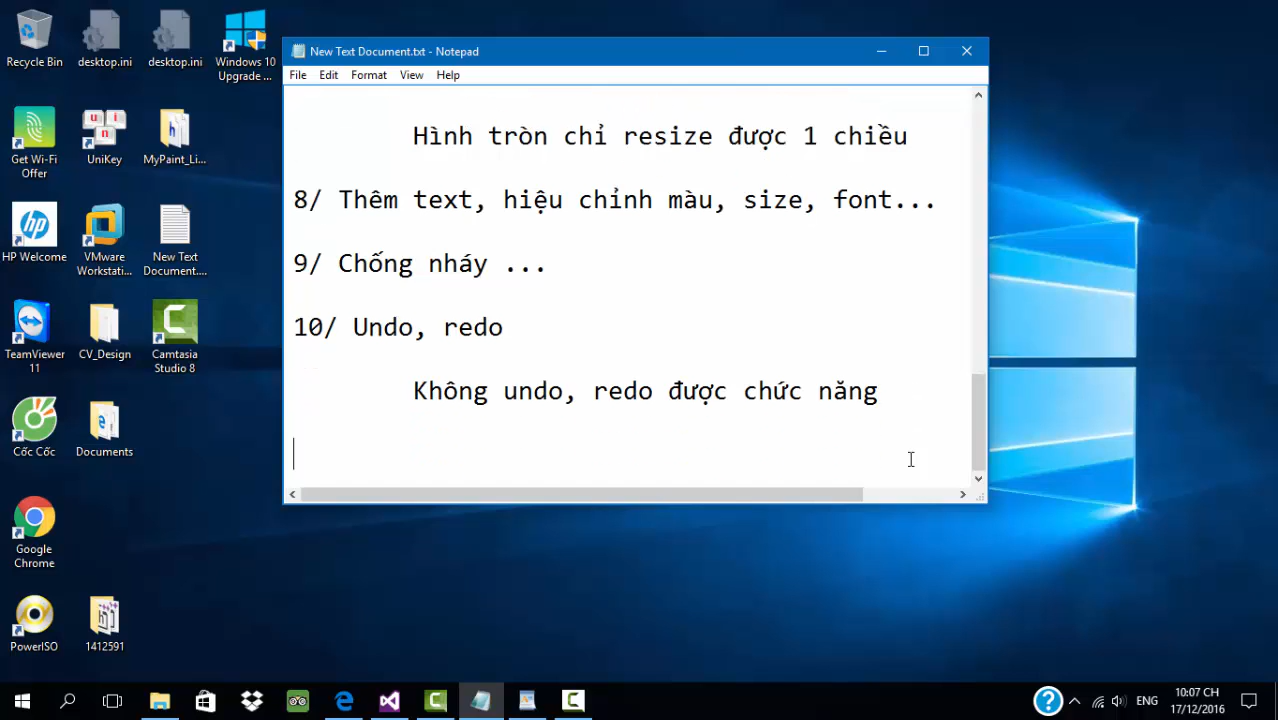 Recycle Bin
desktop.ini
desktop.ini
Windows 10
Upgrade ...
New Text Document.txt - Notepad
File Edit Format View Help
Hình tròn chỉ resize được 1 chiều
8/ Thêm text, hiệu chỉnh màu, size, font...
9/ Chống nháy ...
10/ Undo, redo
Không undo, redo được chức năng
Get Wi-Fi
Offer
UniKey
MyPaint_Li...
HP Welcome
VMware
Workstati...
New Text
Document....
TeamViewer
11
CV_Design
Camtasia
Studio 8
Cốc Cốc
Documents
Google
Chrome
PowerISO
1412591
ENG
10:07 CH
17/12/2016